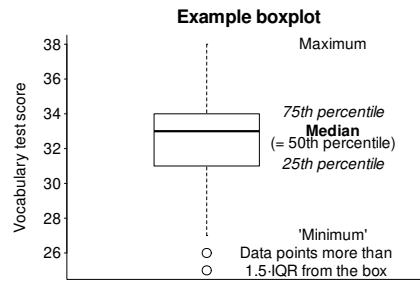 Example boxplot
38
36
34
32
30
28
26
Vocabulary test score
Maximum
75th percentile
Median
(= 50th percentile)
25th percentile
'Minimum'
Data points more than
1.5·IQR from the box